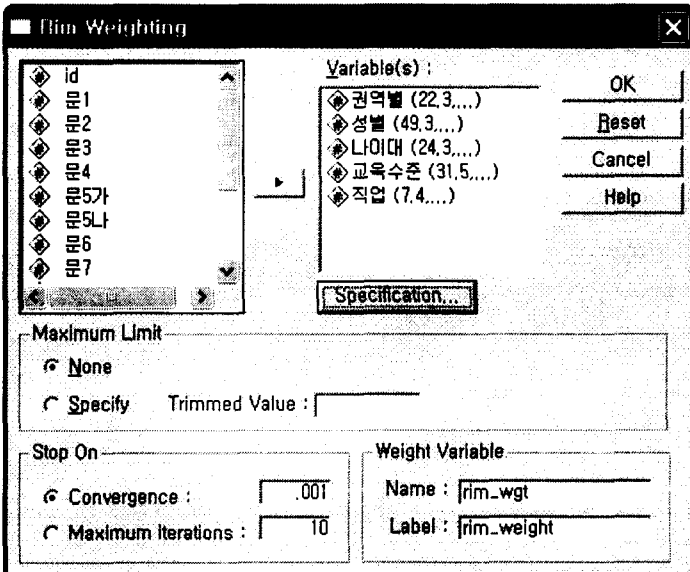 Rim Weighting
id
문1
문2
문3
문4
문5가
문5나
문6
문7
Variable(s) :
권역별 (22,3,...)
성별 (49,3,...)
나이대 (24,3,...)
교육수준 (31,5,...)
직업 (7,4,...)
OK
Reset
Cancel
Help
Specification...
Maximum Limit
None
Specify Trimmed Value :
Stop On
Convergence : .001
Maximum Iterations : 10
Weight Variable
Name : rim_wgt
Label : rim_weight